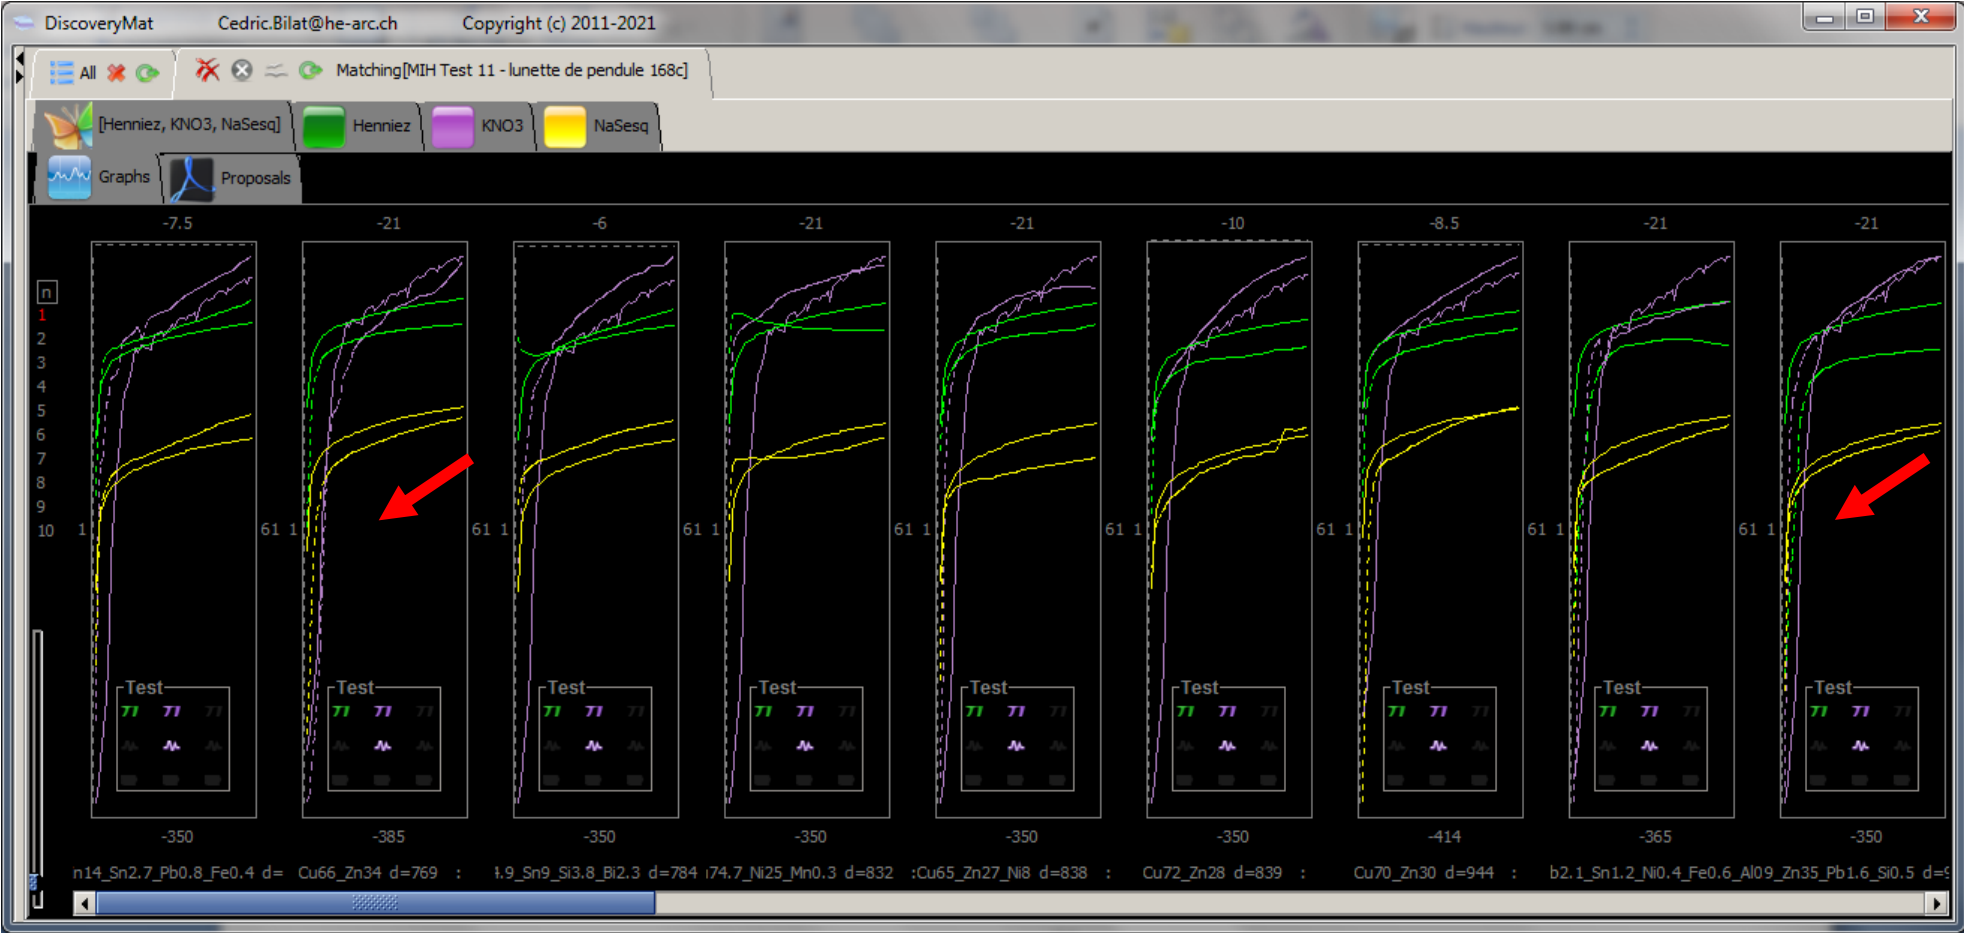 DiscoveryMat Cedric.Bilat@he-arc.ch Copyright (c) 2011-2021
All Matching[MIH Test 11 - lunette de pendule 168c]
[Henniez, KNO3, NaSesq] Henniez KNO3 NaSesq
Graphs Proposals
-7.5 -21 -6 -21 -21 -10 -8.5 -21 -21
n
1
2
3
4
5
6
7
8
9
10
1 61 1 61 1 61 1 61 1 61 1 61 1 61 1 61 1
Test Test Test Test Test Test Test Test Test
-350 -385 -350 -350 -350 -350 -414 -365 -350
n14_Sn2.7_Pb0.8_Fe0.4 d= Cu66_Zn34 d=769 : .9_Sn9_Si3.8_Bi2.3 d=784 74.7_Ni25_Mn0.3 d=832 :Cu65_Zn27_Ni8 d=838 : Cu72_Zn28 d=839 : Cu70_Zn30 d=944 : b2.1_Sn1.2_Ni0.4_Fe0.6_Al09_Zn35_Pb1.6_Si0.5 d=9